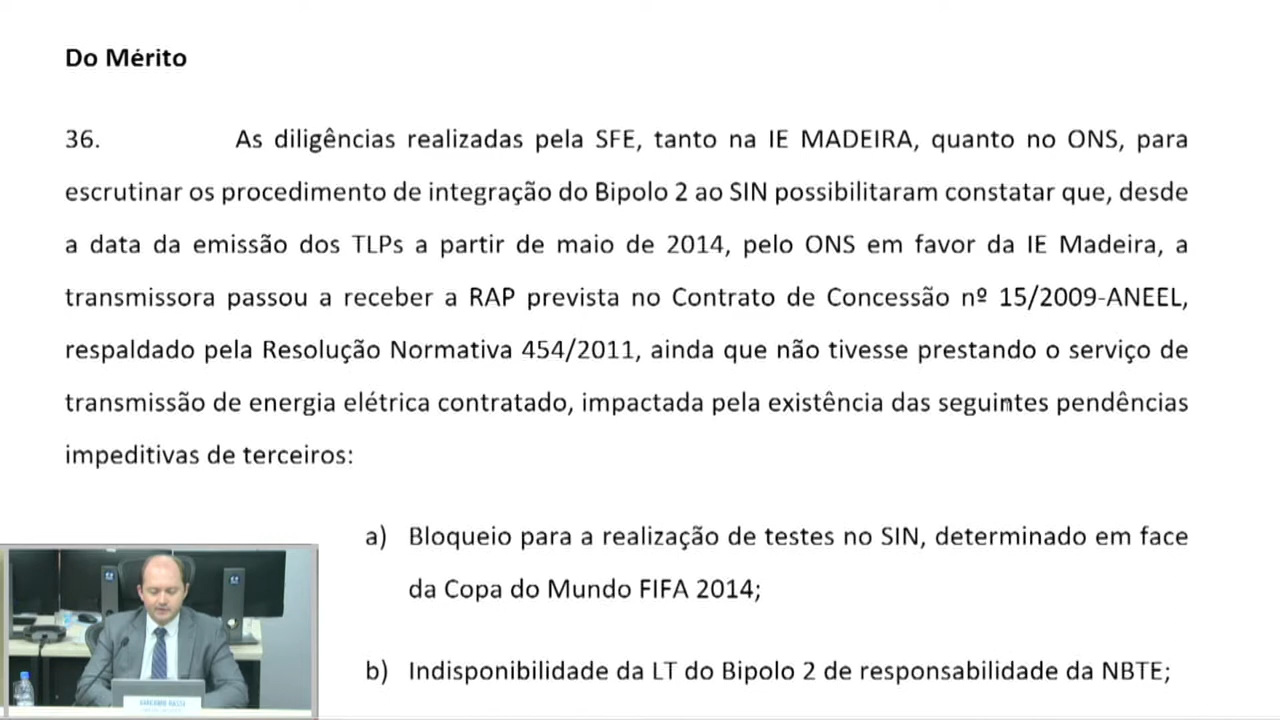 Do Mérito
36. As diligências realizadas pela SFE, tanto na IE MADEIRA, quanto no ONS, para
escrutinar os procedimento de integração do Bipolo 2 ao SIN possibilitaram constatar que, desde
a data da emissão dos TLPs a partir de maio de 2014, pelo ONS em favor da IE Madeira, a
transmissora passou a receber a RAP prevista no Contrato de Concessão nº 15/2009-ANEEL,
respaldado pela Resolução Normativa 454/2011, ainda que não tivesse prestando o serviço de
transmissão de energia elétrica contratado, impactada pela existência das seguintes pendências
impeditivas de terceiros:
a) Bloqueio para a realização de testes no SIN, determinado em face
da Copa do Mundo FIFA 2014;
b) Indisponibilidade da LT do Bipolo 2 de responsabilidade da NBTE;